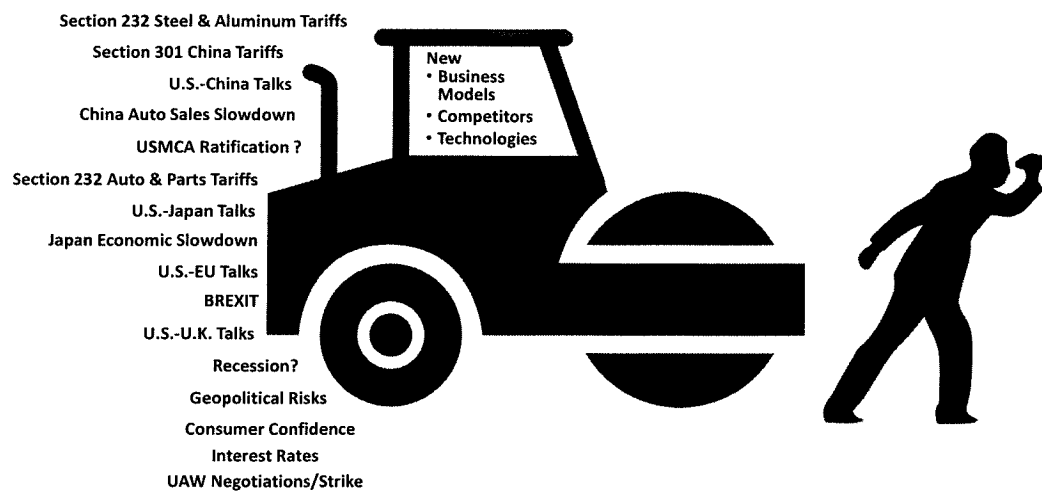 Section 232 Steel & Aluminum Tariffs
Section 301 China Tariffs
U.S.-China Talks
China Auto Sales Slowdown
USMCA Ratification ?
Section 232 Auto & Parts Tariffs
U.S.-Japan Talks
Japan Economic Slowdown
U.S.-EU Talks
BREXIT
U.S.-U.K. Talks
Recession?
Geopolitical Risks
Consumer Confidence
Interest Rates
UAW Negotiations/Strike
New
• Business
Models
• Competitors
• Technologies